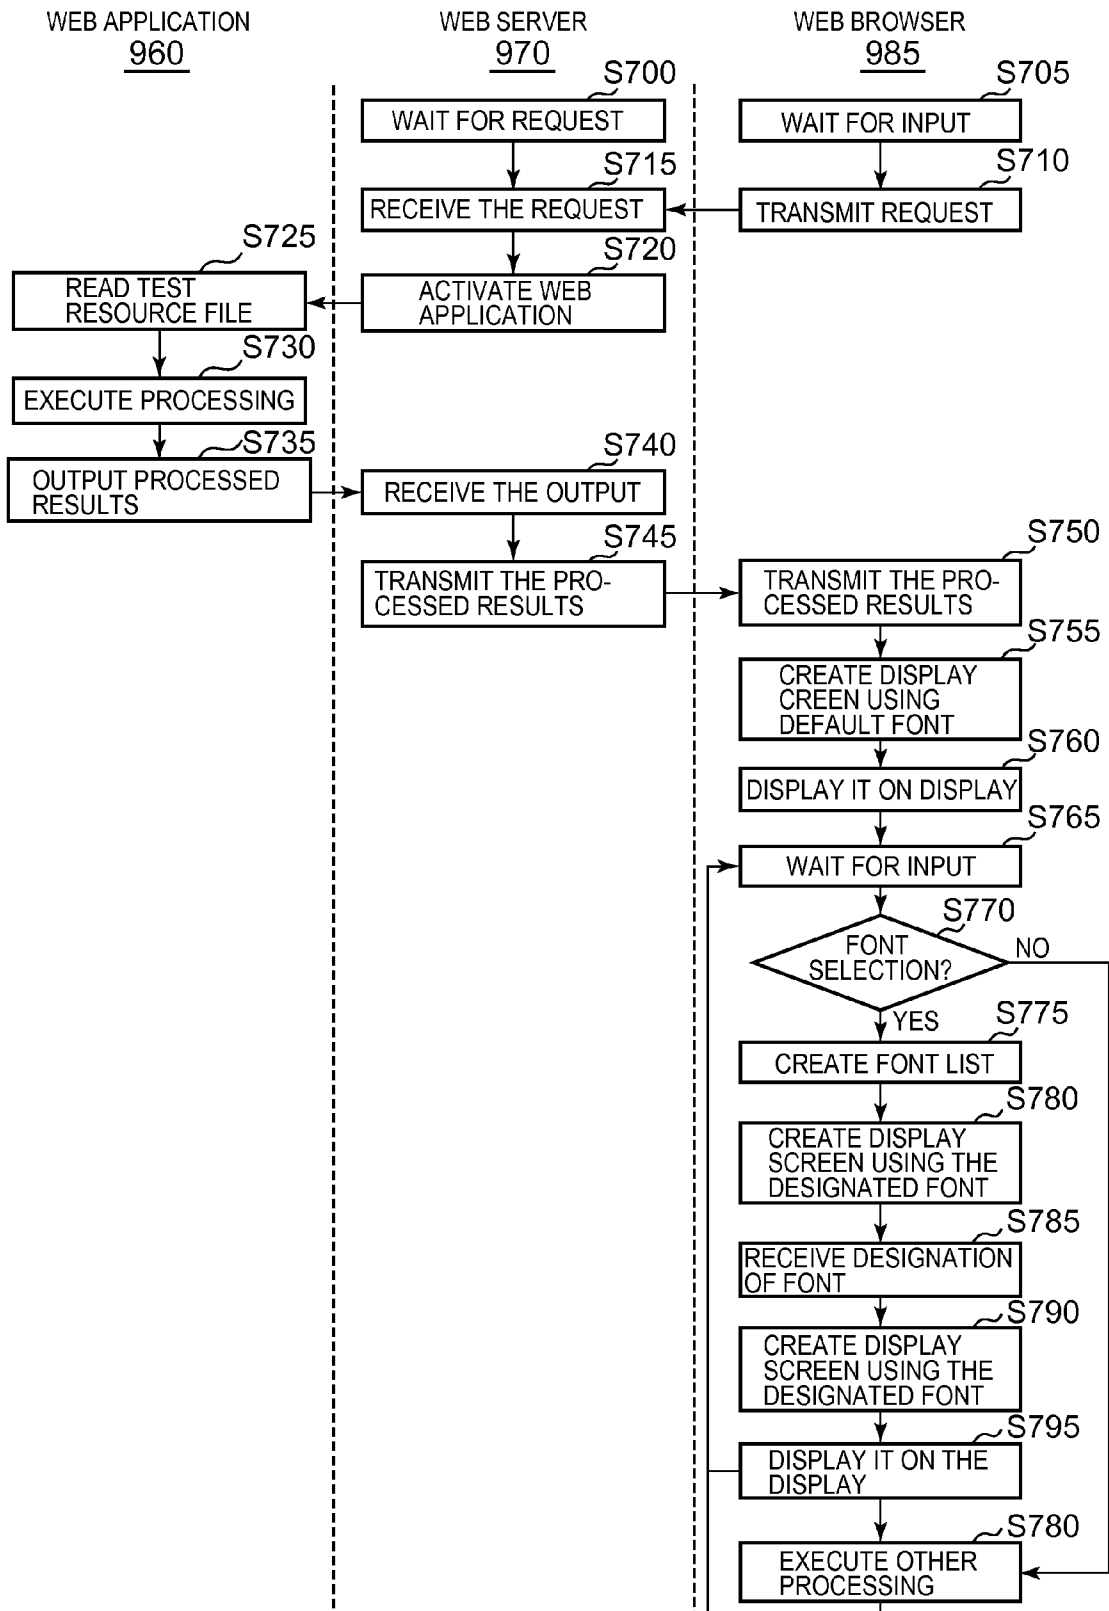 WEB APPLICATION
960
WEB SERVER
970
WEB BROWSER
985
S700
WAIT FOR REQUEST
S705
WAIT FOR INPUT
S710
TRANSMIT REQUEST
S715
RECEIVE THE REQUEST
S720
ACTIVATE WEB
APPLICATION
S725
READ TEST
RESOURCE FILE
S730
EXECUTE PROCESSING
S735
OUTPUT PROCESSED
RESULTS
S740
RECEIVE THE OUTPUT
S745
TRANSMIT THE PRO-
CESSED RESULTS
S750
TRANSMIT THE PRO-
CESSED RESULTS
S755
CREATE DISPLAY
CREEN USING
DEFAULT FONT
S760
DISPLAY IT ON DISPLAY
S765
WAIT FOR INPUT
S770
FONT
SELECTION?
NO
YES
S775
CREATE FONT LIST
S780
CREATE DISPLAY
SCREEN USING THE
DESIGNATED FONT
S785
RECEIVE DESIGNATION
OF FONT
S790
CREATE DISPLAY
SCREEN USING THE
DESIGNATED FONT
S795
DISPLAY IT ON THE
DISPLAY
S780
EXECUTE OTHER
PROCESSING